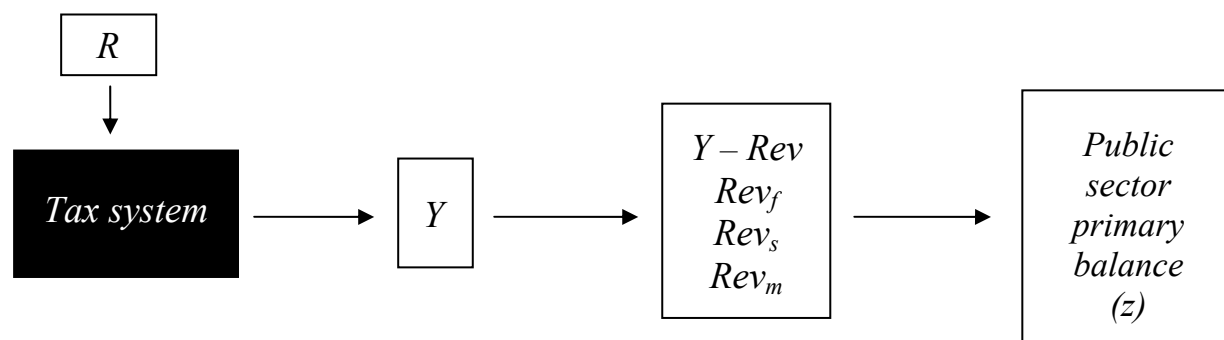 R
Tax system
Y
Y – Rev
Rev_f
Rev_s
Rev_m
Public
sector
primary
balance
(z)